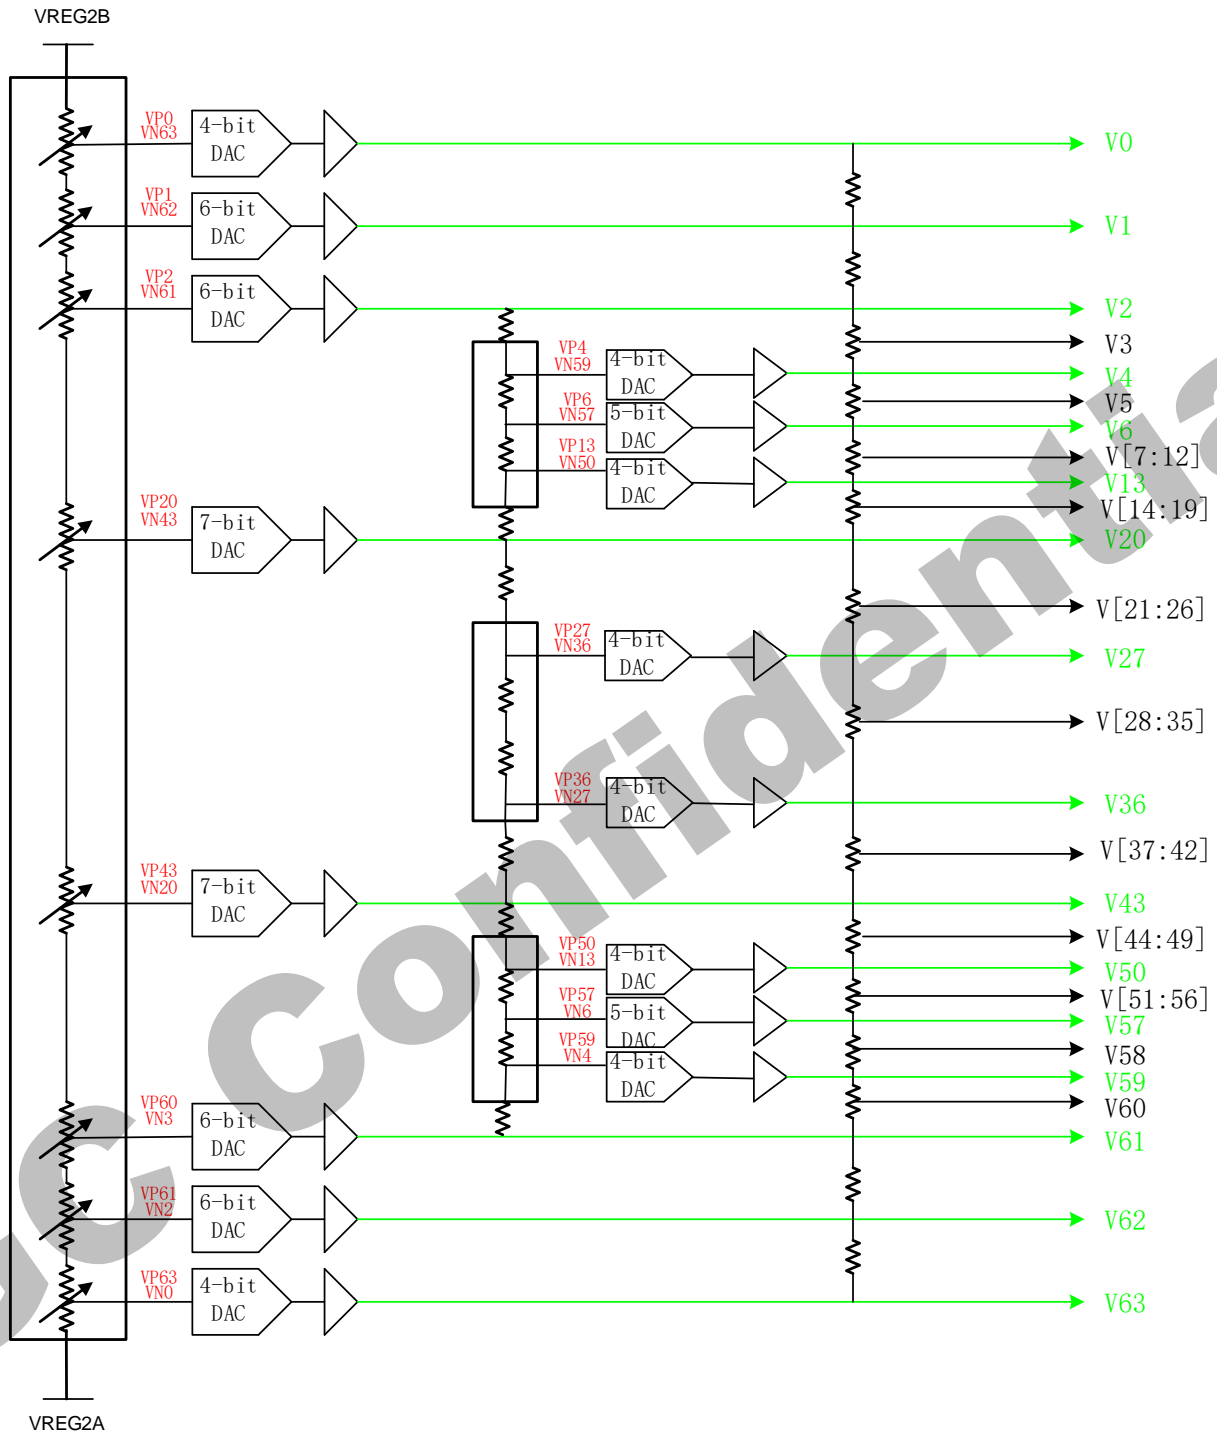 VREG2B
VP0
VN63
4-bit
DAC
V0
VP1
VN62
6-bit
DAC
V1
VP2
VN61
6-bit
DAC
V2
V3
VP4
VN59
4-bit
DAC
V4
V5
VP6
VN57
5-bit
DAC
V6
V[7:12]
VP13
VN50
4-bit
DAC
V13
V[14:19]
VP20
VN43
7-bit
DAC
V20
V[21:26]
VP27
VN36
4-bit
DAC
V27
V[28:35]
VP36
VN27
4-bit
DAC
V36
V[37:42]
VP43
VN20
7-bit
DAC
V43
V[44:49]
VP50
VN13
4-bit
DAC
V50
V[51:56]
VP57
VN6
5-bit
DAC
V57
V58
VP59
VN4
4-bit
DAC
V59
V60
VP60
VN3
6-bit
DAC
V61
VP61
VN2
6-bit
DAC
V62
VP63
VN0
4-bit
DAC
V63
VREG2A
C Confidentia